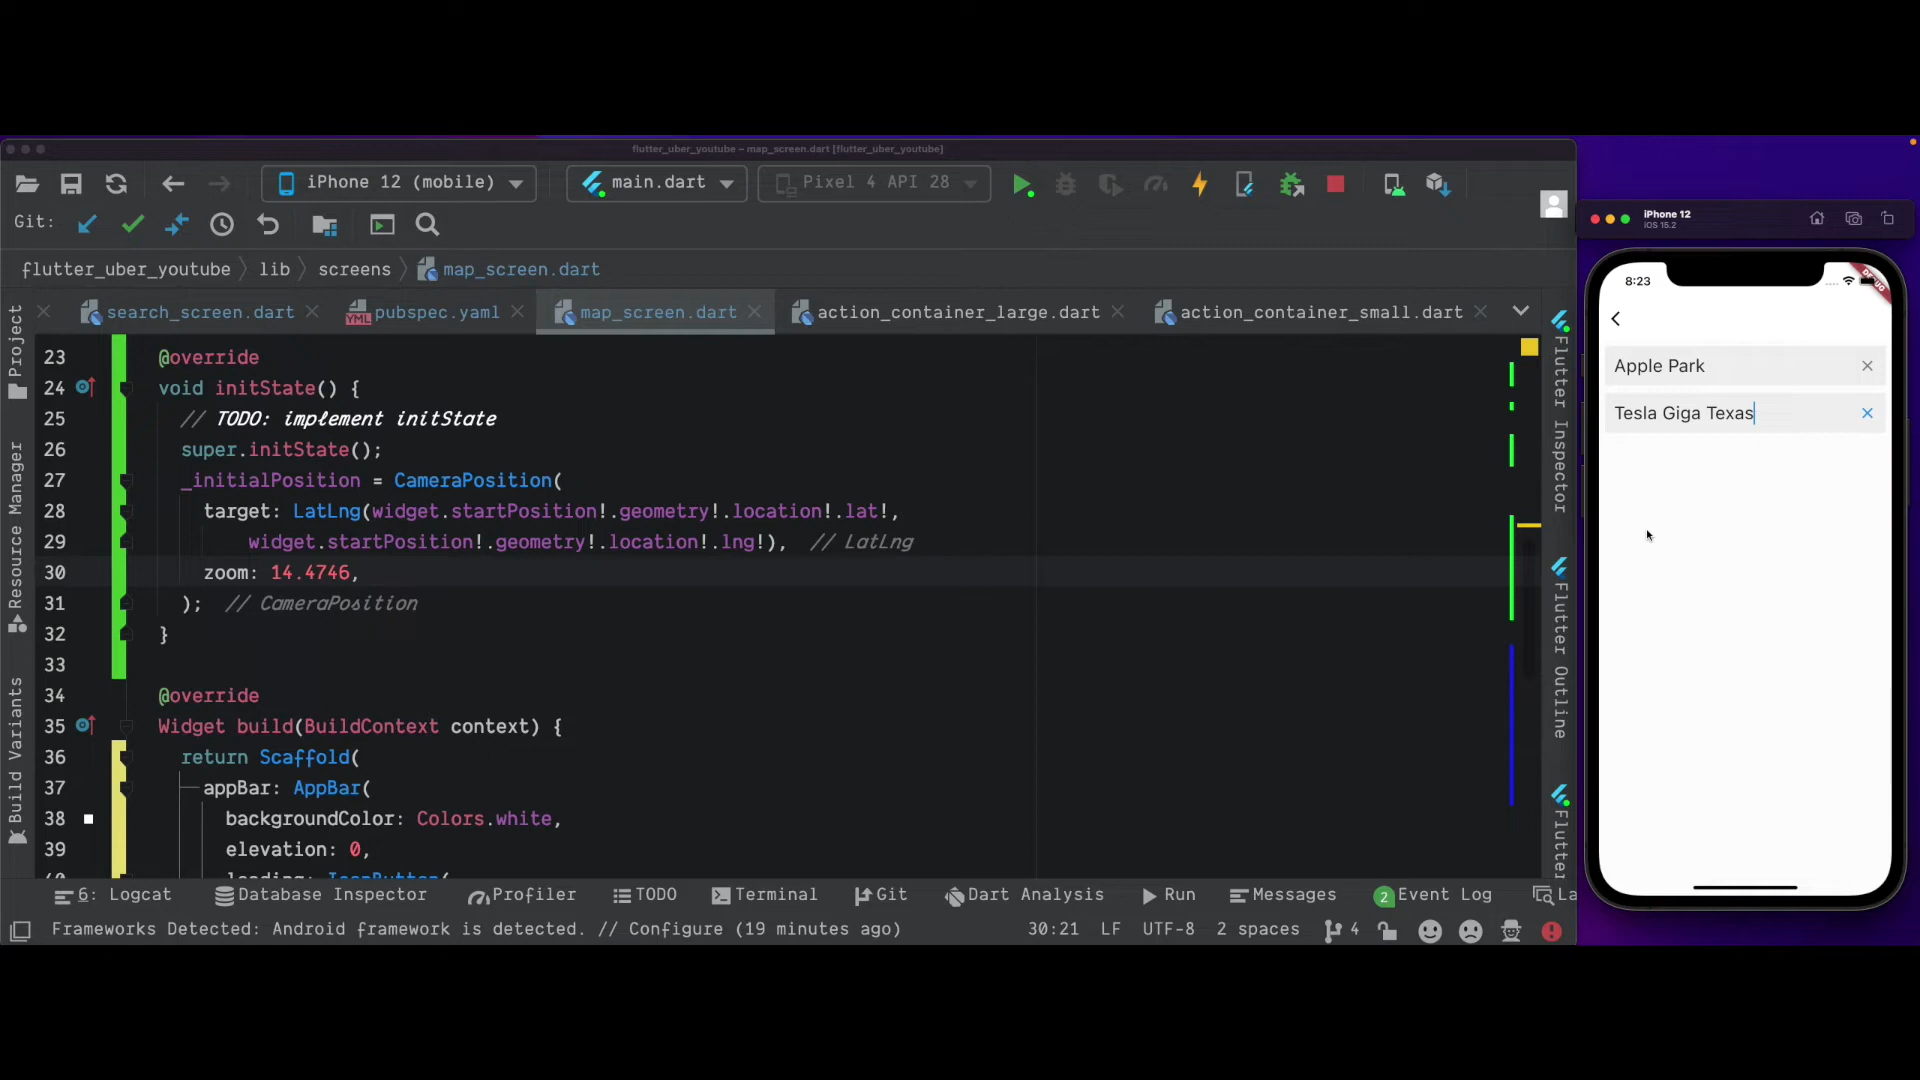 flutter_uber_youtube – map_screen.dart [flutter_uber_youtube]
iPhone 12 (mobile)
main.dart
Pixel 4 API 28
Git:
flutter_uber_youtube
lib
screens
map_screen.dart
search_screen.dart
pubspec.yaml
map_screen.dart
action_container_large.dart
action_container_small.dart
Project
Resource Manager
Build Variants
23 @override
24 void initState() {
25 // TODO: implement initState
26 super.initState();
27 _initialPosition = CameraPosition(
28 target: LatLng(widget.startPosition!.geometry!.location!.lat!,
29 widget.startPosition!.geometry!.location!.lng!), // LatLng
30 zoom: 14.4746,
31 ); // CameraPosition
32 }
33
34 @override
35 Widget build(BuildContext context) {
36 return Scaffold(
37 appBar: AppBar(
38 backgroundColor: Colors.white,
39 elevation: 0,
40 leading: IconButton(
Flutter Inspector
Flutter Outline
Flutter
6: Logcat
Database Inspector
Profiler
TODO
Terminal
Git
Dart Analysis
Run
Messages
2 Event Log
La
Frameworks Detected: Android framework is detected. // Configure (19 minutes ago)
30:21
LF
UTF-8
2 spaces
4
iPhone 12
iOS 15.2
8:23
Apple Park
Tesla Giga Texas